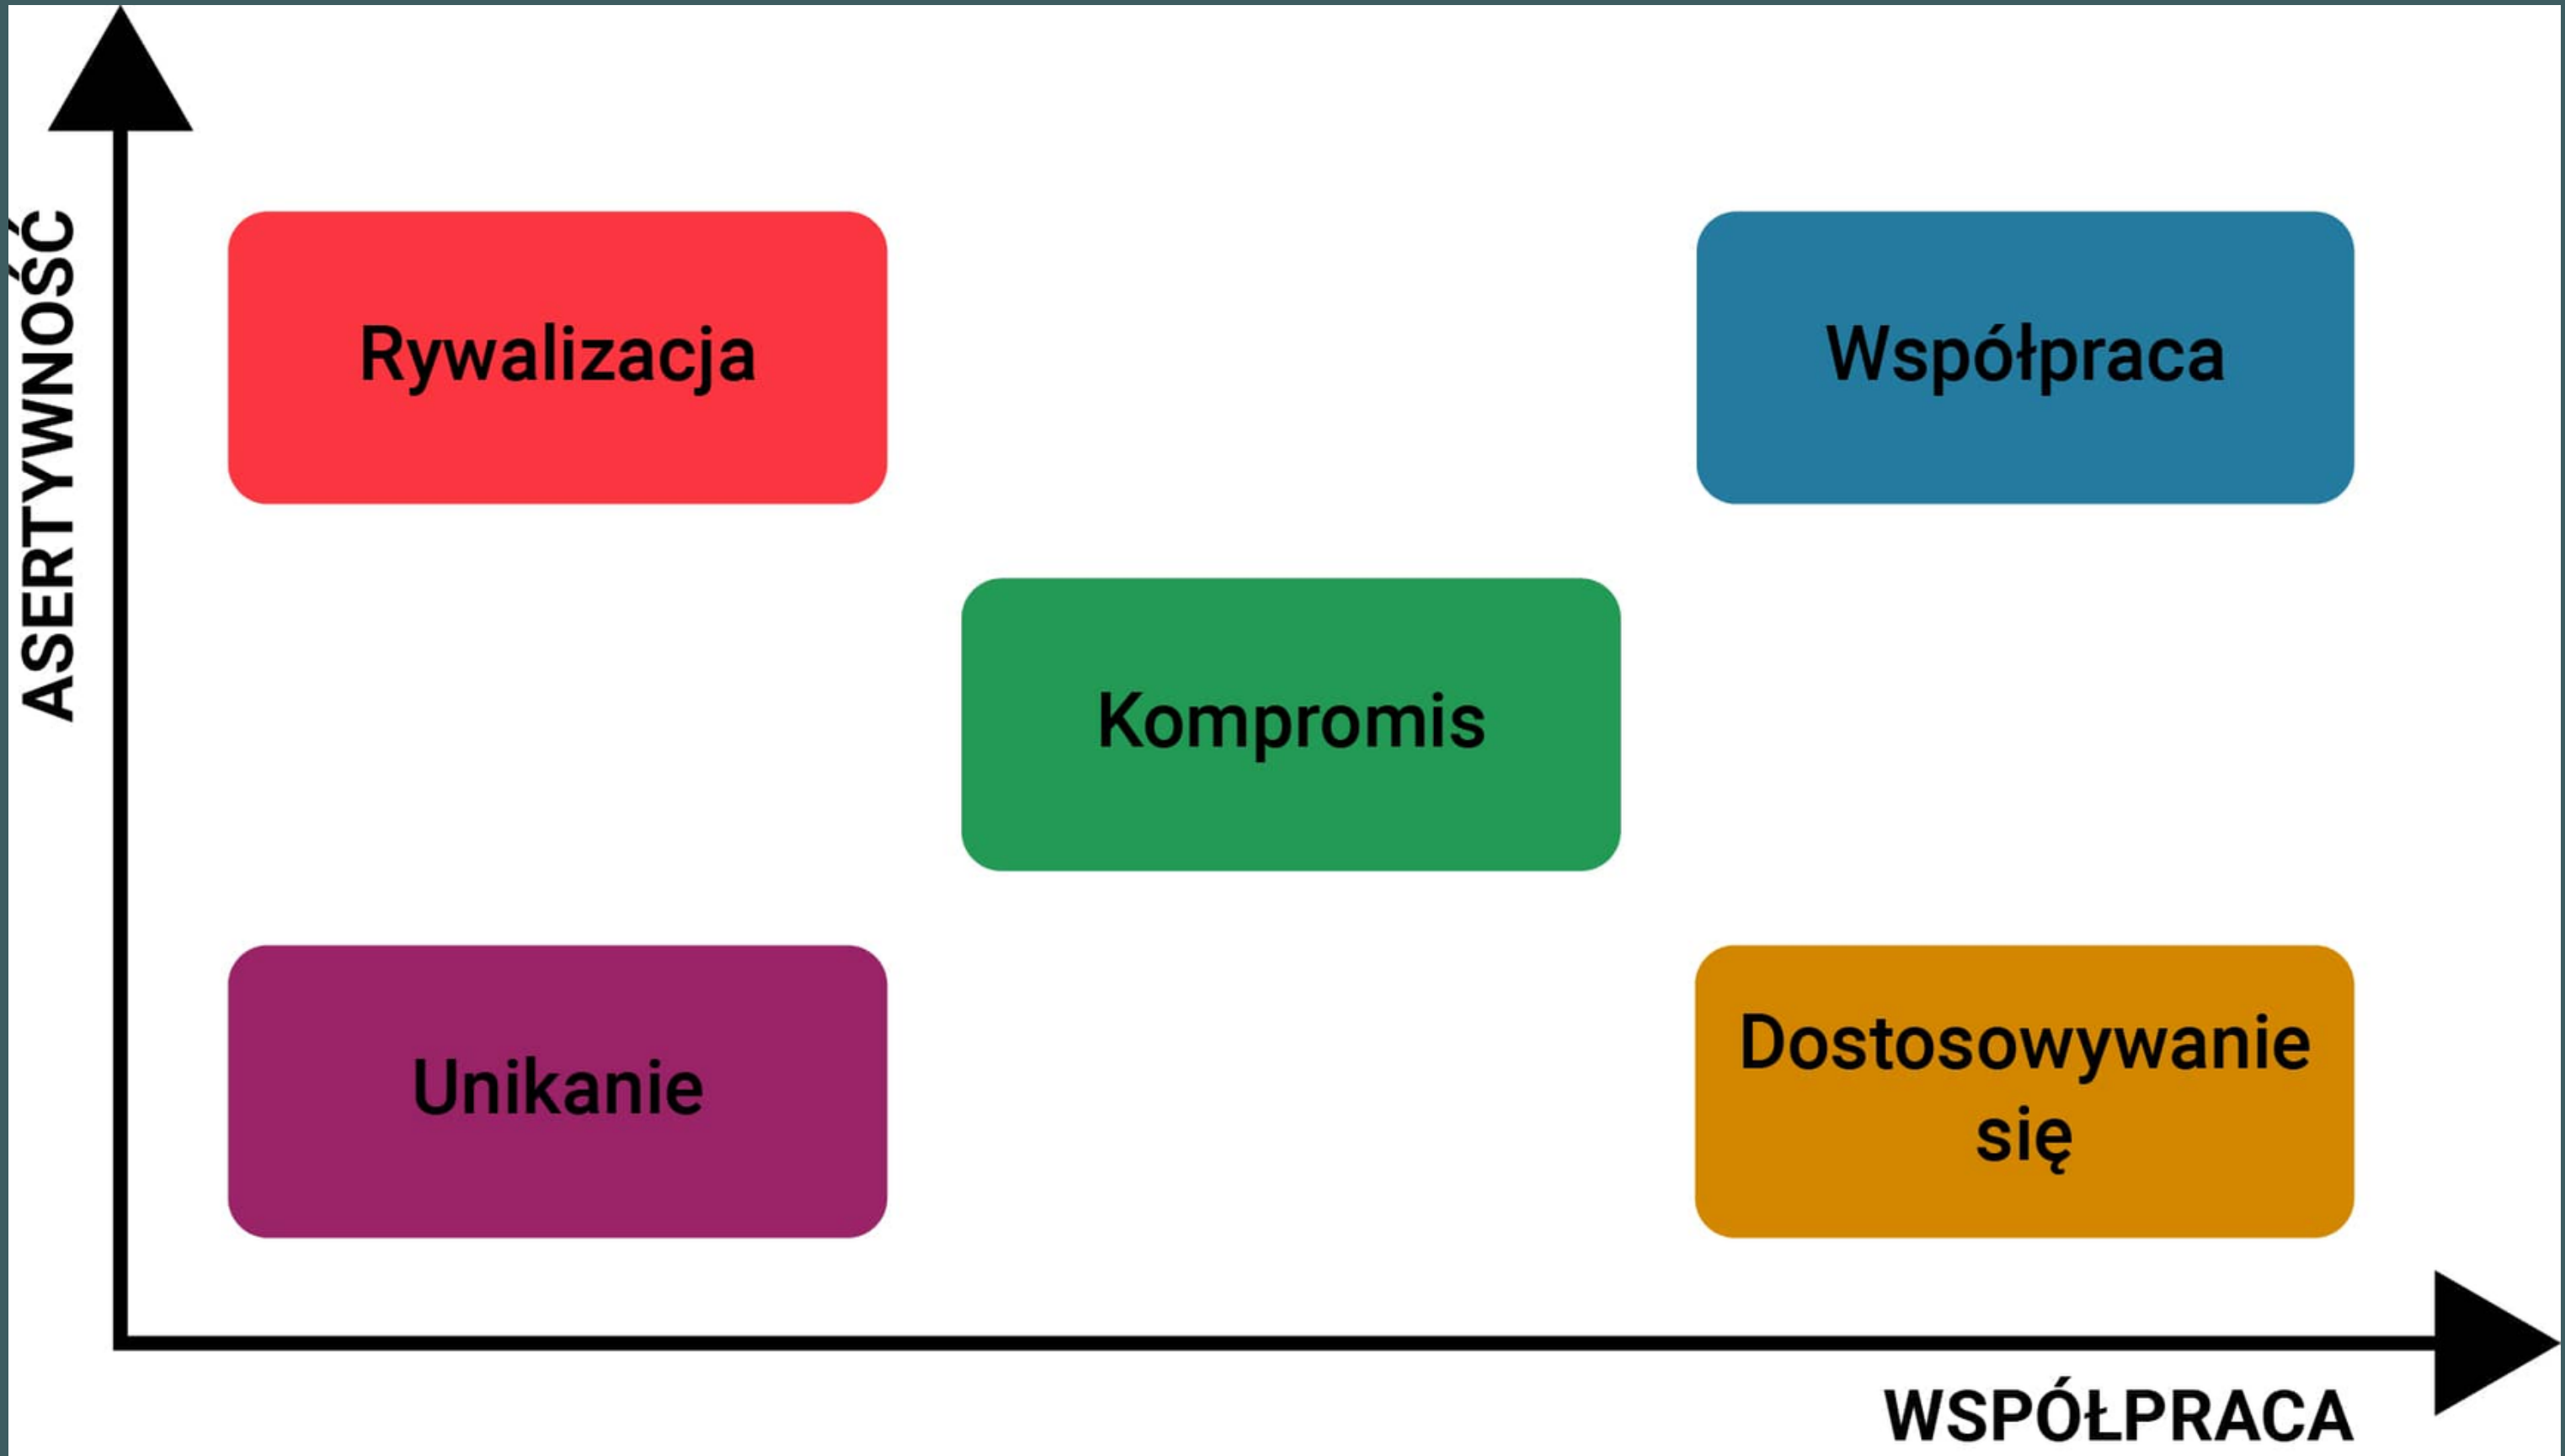 ASERTYWNOŚĆ
Rywalizacja
Współpraca
Kompromis
Unikanie
Dostosowywanie
się
WSPÓŁPRACA